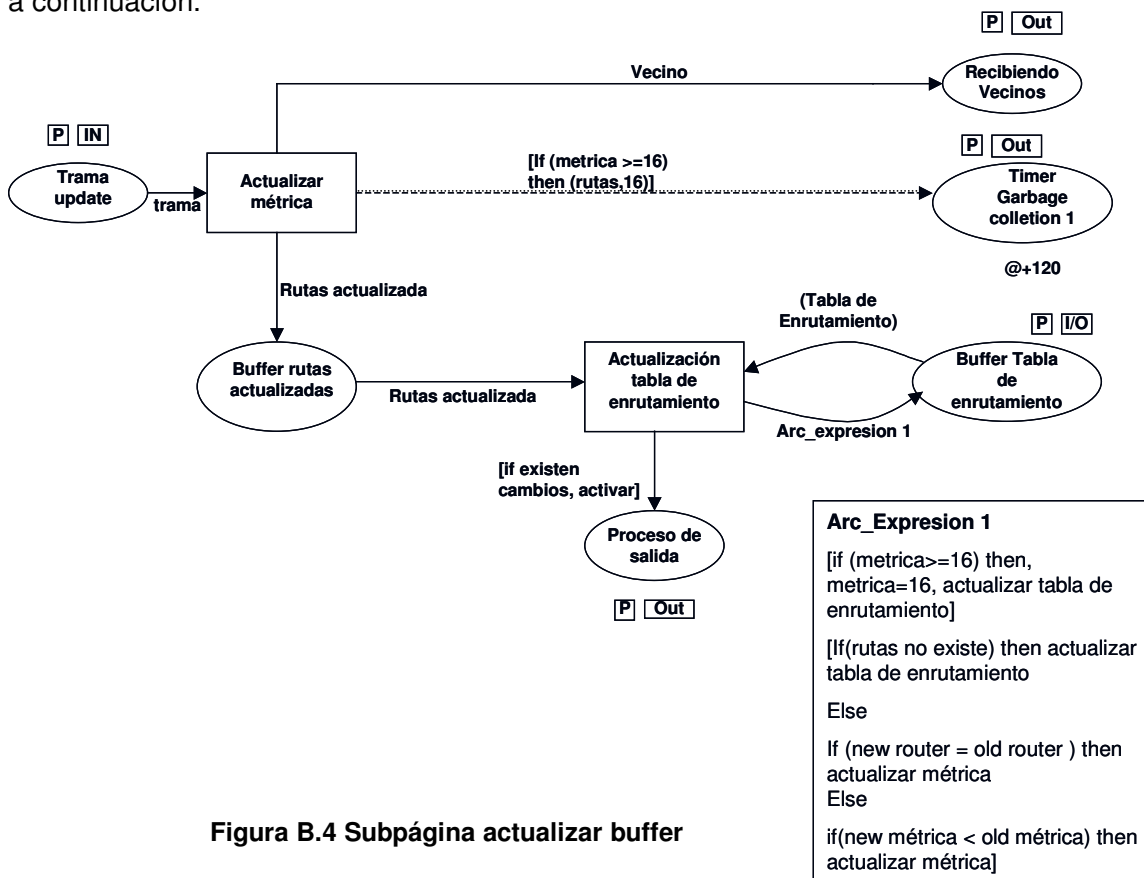 a continuación.
P Out
Vecino
Recibiendo
Vecinos
P IN
Trama
update
trama
Actualizar
métrica
[If (metrica >=16)
then (rutas,16)]
P Out
Timer
Garbage
colletion 1
@+120
Rutas actualizada
(Tabla de
Enrutamiento)
P I/O
Buffer rutas
actualizadas
Rutas actualizada
Actualización
tabla de
enrutamiento
Buffer Tabla
de
enrutamiento
Arc_expresion 1
[if existen
cambios, activar]
Proceso de
salida
P Out
Arc_Expresion 1
[if (metrica>=16) then,
metrica=16, actualizar tabla de
enrutamiento]
[If(rutas no existe) then actualizar
tabla de enrutamiento
Else
If (new router = old router ) then
actualizar métrica
Else
if(new métrica < old métrica) then
actualizar métrica]
Figura B.4 Subpágina actualizar buffer